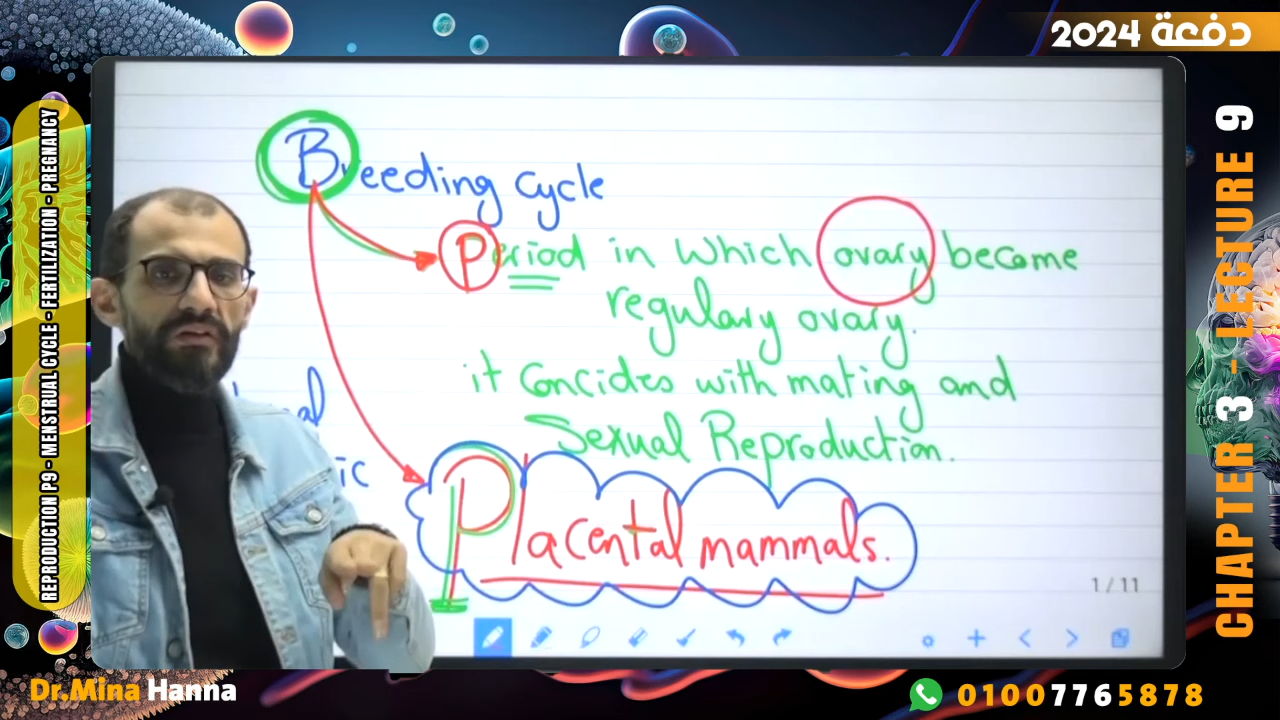 دفعة 2024
REPRODUCTION P9 - MENSTRUAL CYCLE - FERTILIZATION - PREGNANCY
Breeding cycle
Period in which ovary become
regulary ovary.
it concides with mating and
Sexual Reproduction.
Placental mammals.
1/11
CHAPTER 3 - LECTURE 9
Dr.Mina Hanna
01007765878